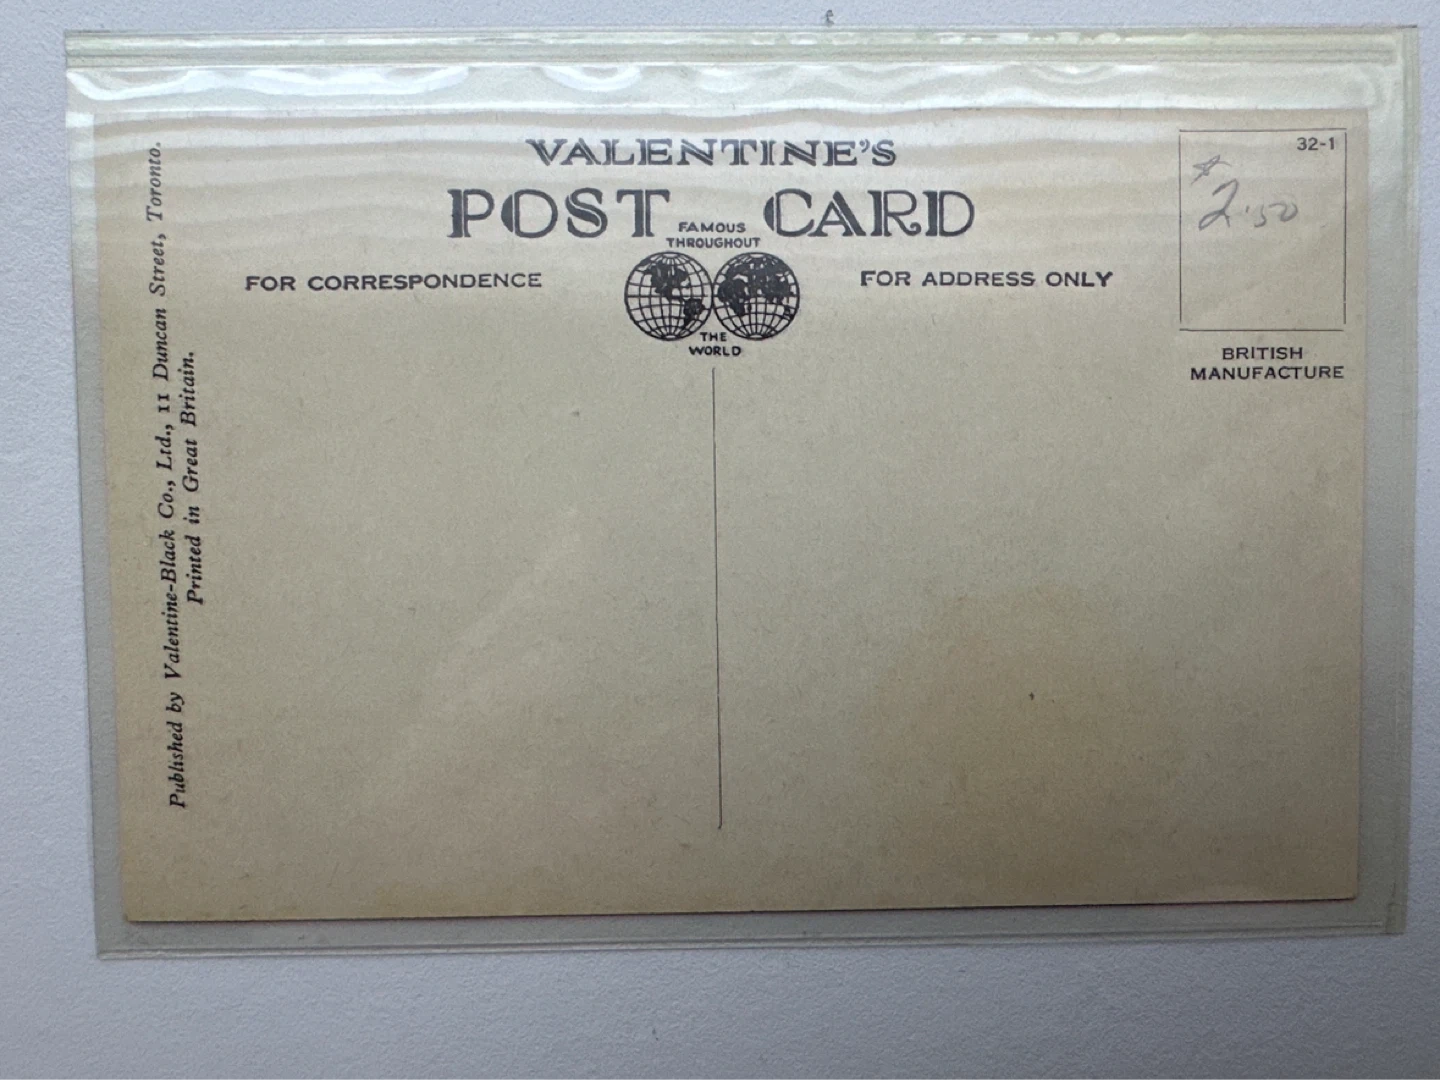 VALENTINE'S
POST CARD
FAMOUS
THROUGHOUT
THE
WORLD
FOR CORRESPONDENCE
FOR ADDRESS ONLY
32-1
$
2.50
BRITISH
MANUFACTURE
Published by Valentine-Black Co., Ltd., 11 Duncan Street, Toronto.
Printed in Great Britain.